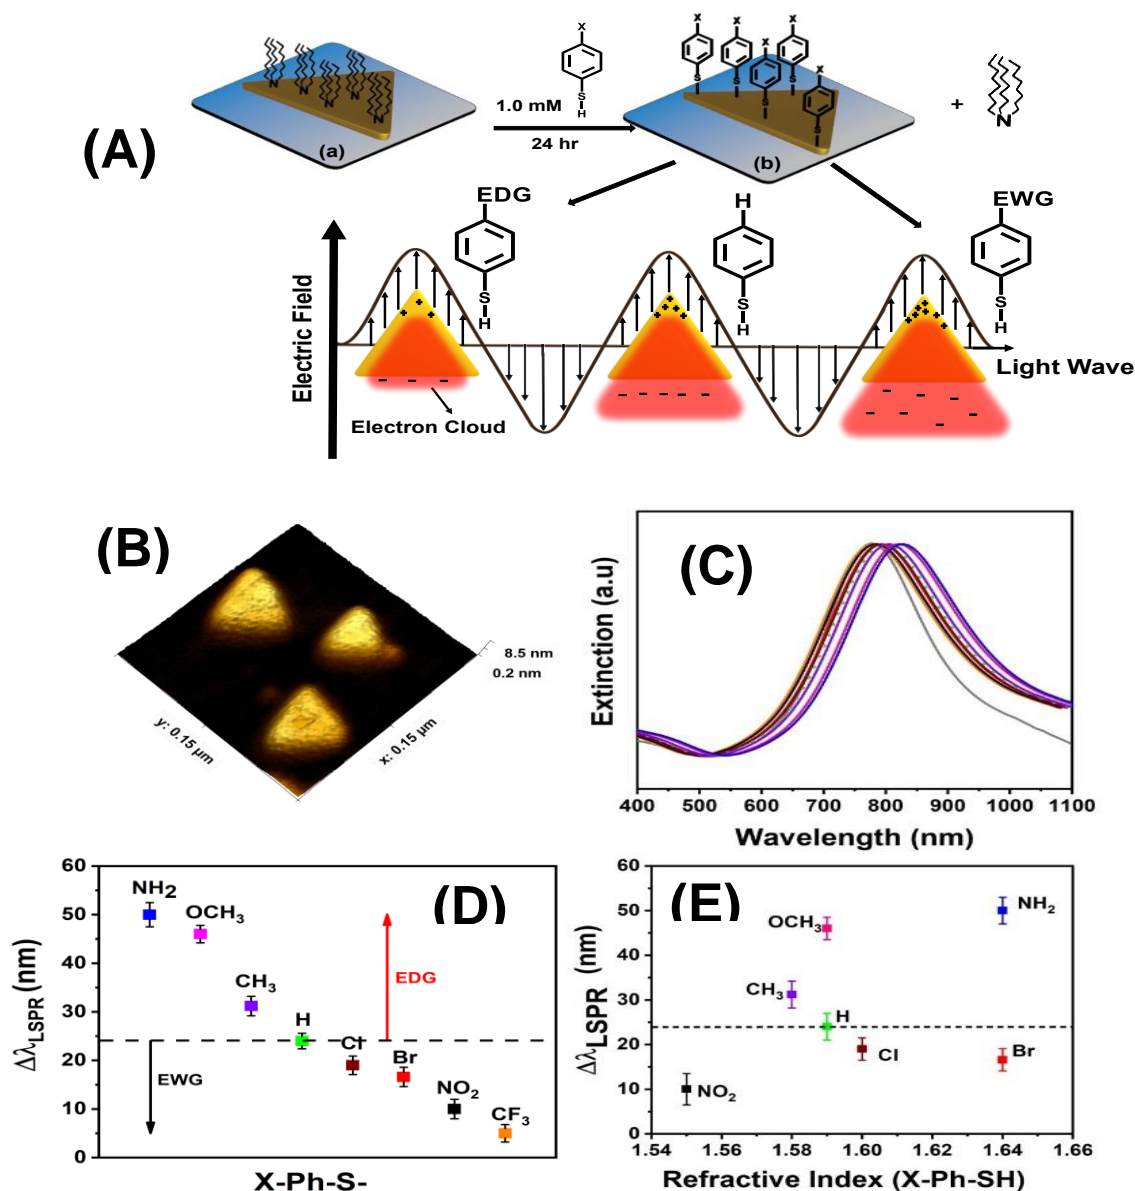 (A)
X
S
H
1.0 mM
24 hr
N
N
N
N
N
(a)
X
X
X
X
X
S
S
S
S
S
(b)
+
N
EDG
S
H
H
S
H
EWG
S
H
Electric Field
+ + +
+ + + + +
+ + + + + + +
- - -
- - - - -
- - - - - -
Light Wave
Electron Cloud
(B)
8.5 nm
0.2 nm
y: 0.15 µm
x: 0.15 µm
(C)
Extinction (a.u)
400 500 600 700 800 900 1000 1100
Wavelength (nm)
(D)
60
50
40
30
20
10
0
ΔλLSPR (nm)
NH2
OCH3
CH3
H
Cl
Br
NO2
CF3
EDG
EWG
X-Ph-S-
(E)
60
50
40
30
20
10
0
ΔλLSPR (nm)
OCH3
NH2
CH3
H
Cl
Br
NO2
1.54 1.56 1.58 1.60 1.62 1.64 1.66
Refractive Index (X-Ph-SH)